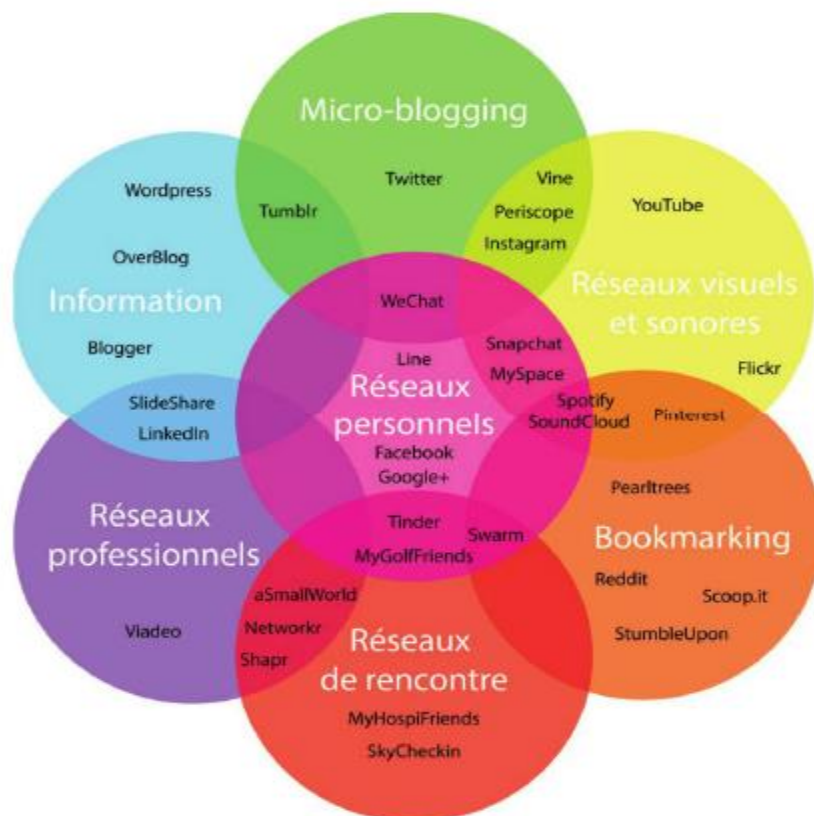 Micro-blogging
Twitter
Vine
Periscope
Instagram
Wordpress
Tumblr
OverBlog
Information
Blogger
YouTube
Réseaux visuels
et sonores
Flickr
WeChat
Line
Snapchat
MySpace
Réseaux
personnels
Facebook
Google+
Spotify
SoundCloud
Pinterest
SlideShare
LinkedIn
Réseaux
professionnels
Viadeo
Tinder
MyGolfFriends
Swarm
Pearltrees
Bookmarking
Reddit
Scoop.it
StumbleUpon
aSmallWorld
Networkr
Shapr
Réseaux
de rencontre
MyHospiFriends
SkyCheckin